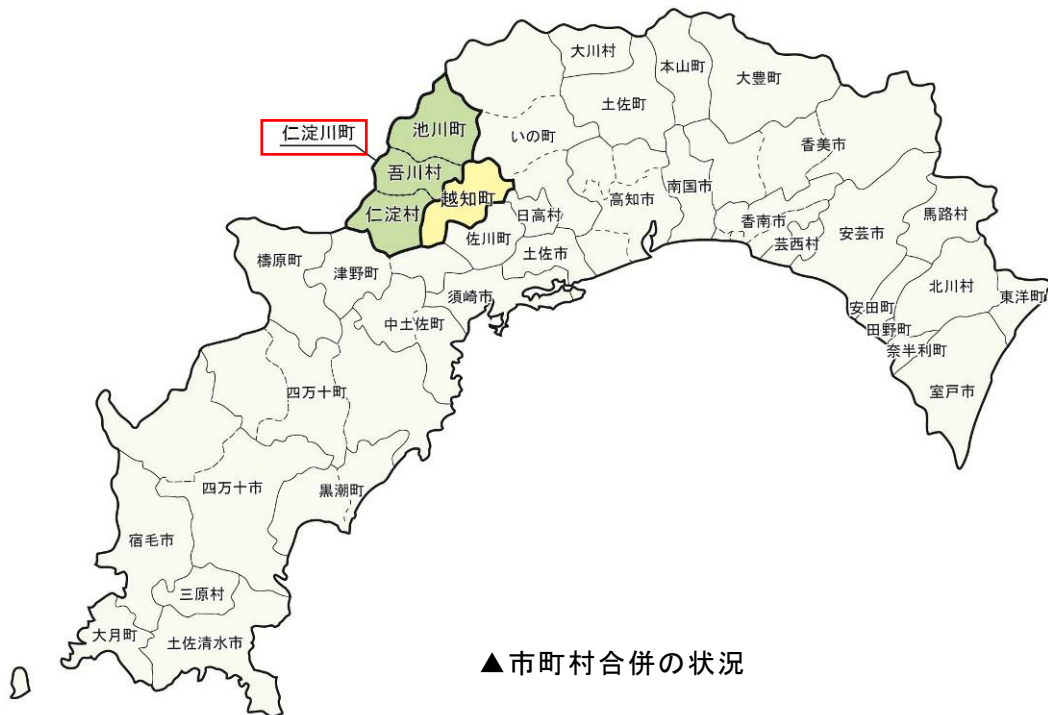 大川村
本山町
大豊町
土佐町
池川町
仁淀川町
いの町
吾川村
香美市
越知町
高知市
南国市
仁淀村
日高村
香南市
馬路村
佐川町
芸西村
安芸市
土佐市
檮原町
津野町
北川村
須崎市
東洋町
安田町
中土佐町
田野町
奈半利町
四万十町
室戸市
四万十市
黒潮町
宿毛市
三原村
大月町
土佐清水市
▲市町村合併の状況